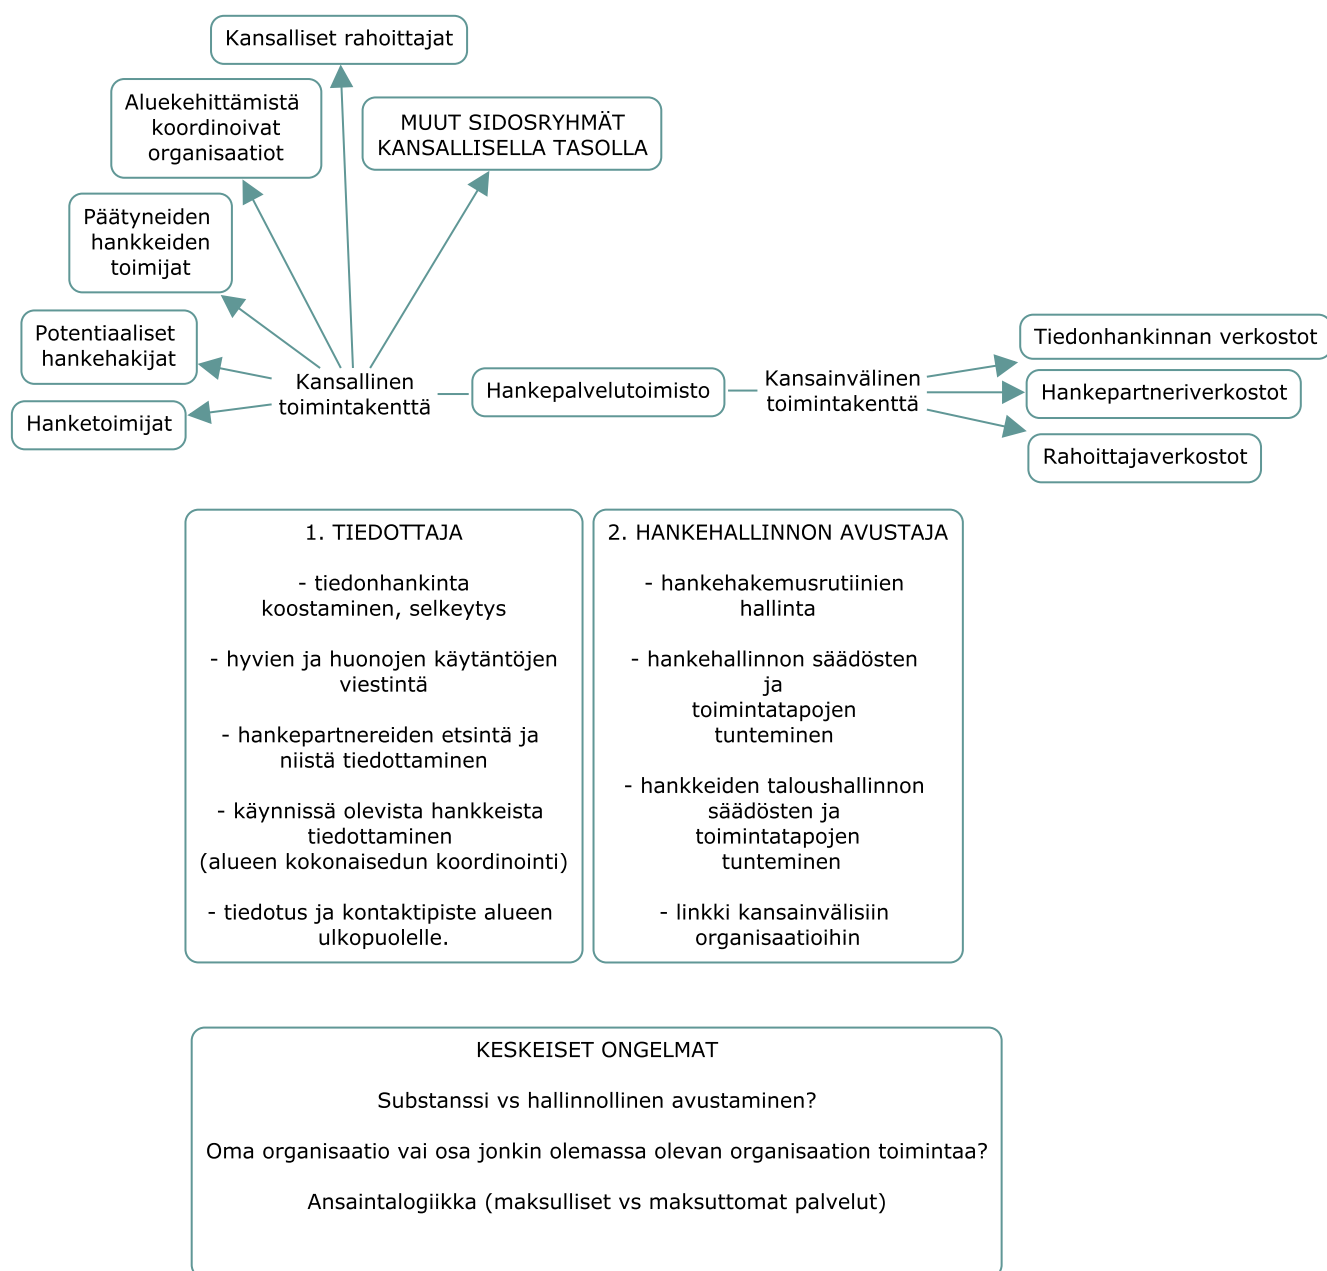 Kansalliset rahoittajat
Aluekehittämistä
koordinoivat
organisaatiot
MUUT SIDOSRYHMÄT
KANSALLISELLA TASOLLA
Päätyneiden
hankkeiden
toimijat
Potentiaaliset
hankehakijat
Hanketoimijat
Kansallinen
toimintakenttä
Hankepalvelutoimisto
Kansainvälinen
toimintakenttä
Tiedonhankinnan verkostot
Hankepartneriverkostot
Rahoittajaverkostot
1. TIEDOTTAJA
- tiedonhankinta
koostaminen, selkeytys
- hyvien ja huonojen käytäntöjen
viestintä
- hankepartnereiden etsintä ja
niistä tiedottaminen
- käynnissä olevista hankkeista
tiedottaminen
(alueen kokonaisedun koordinointi)
- tiedotus ja kontaktipiste alueen
ulkopuolelle.
2. HANKEHALLINNON AVUSTAJA
- hankehakemusrutiinien
hallinta
- hankehallinnon säädösten
ja
toimintatapojen
tunteminen
- hankkeiden taloushallinnon
säädösten ja
toimintatapojen
tunteminen
- linkki kansainvälisiin
organisaatioihin
KESKEISET ONGELMAT
Substanssi vs hallinnollinen avustaminen?
Oma organisaatio vai osa jonkin olemassa olevan organisaation toimintaa?
Ansaintalogiikka (maksulliset vs maksuttomat palvelut)